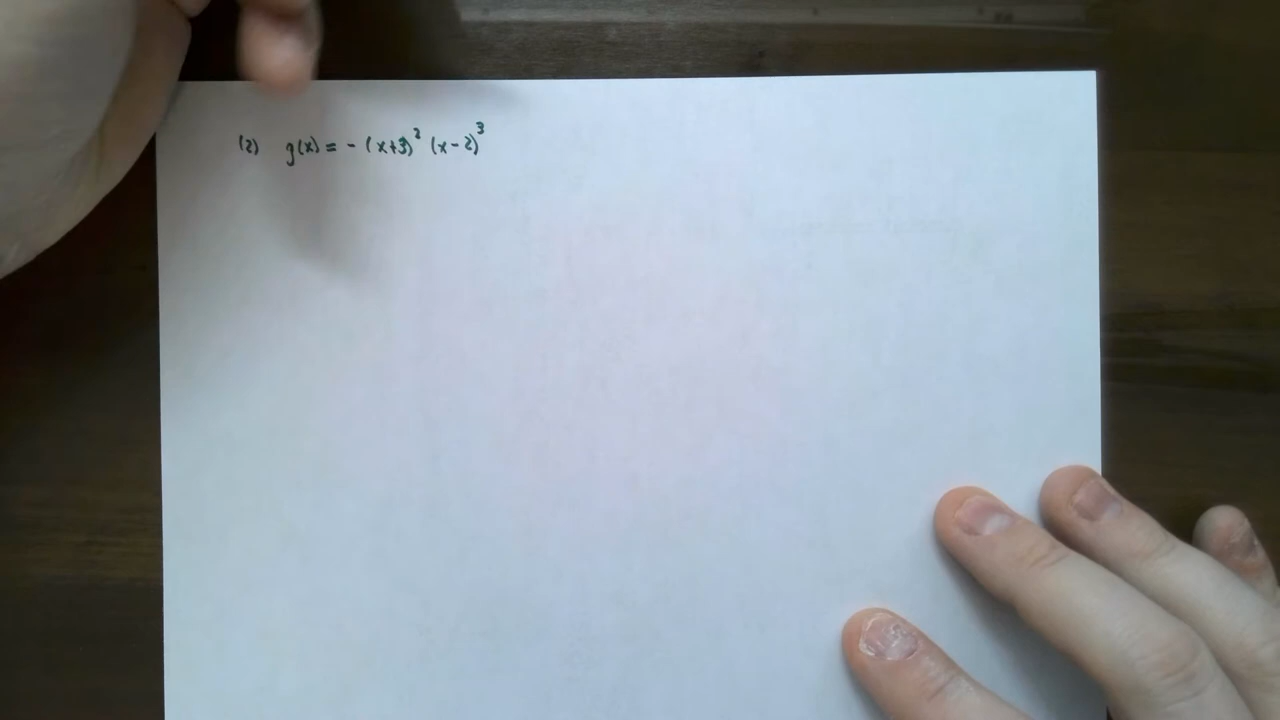 (2) g(x) = - (x+3)² (x-2)³